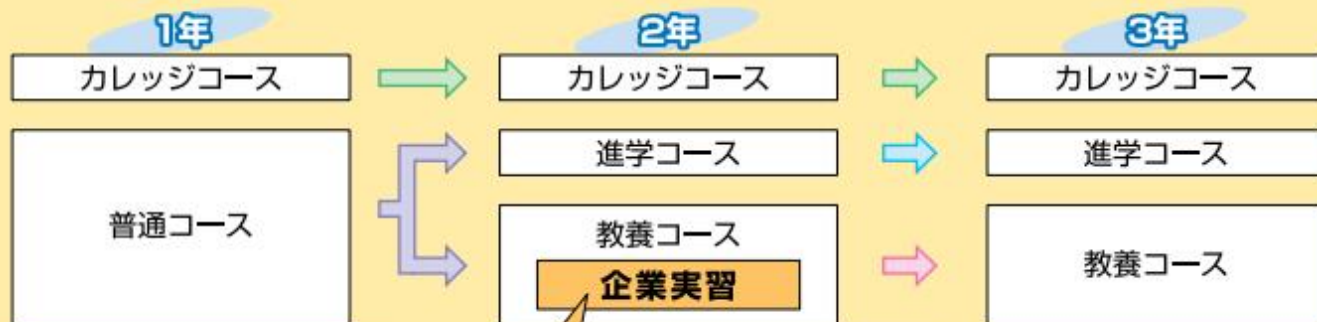 1年
2年
3年
カレッジコース
カレッジコース
カレッジコース
普通コース
進学コース
進学コース
教養コース
企業実習
教養コース